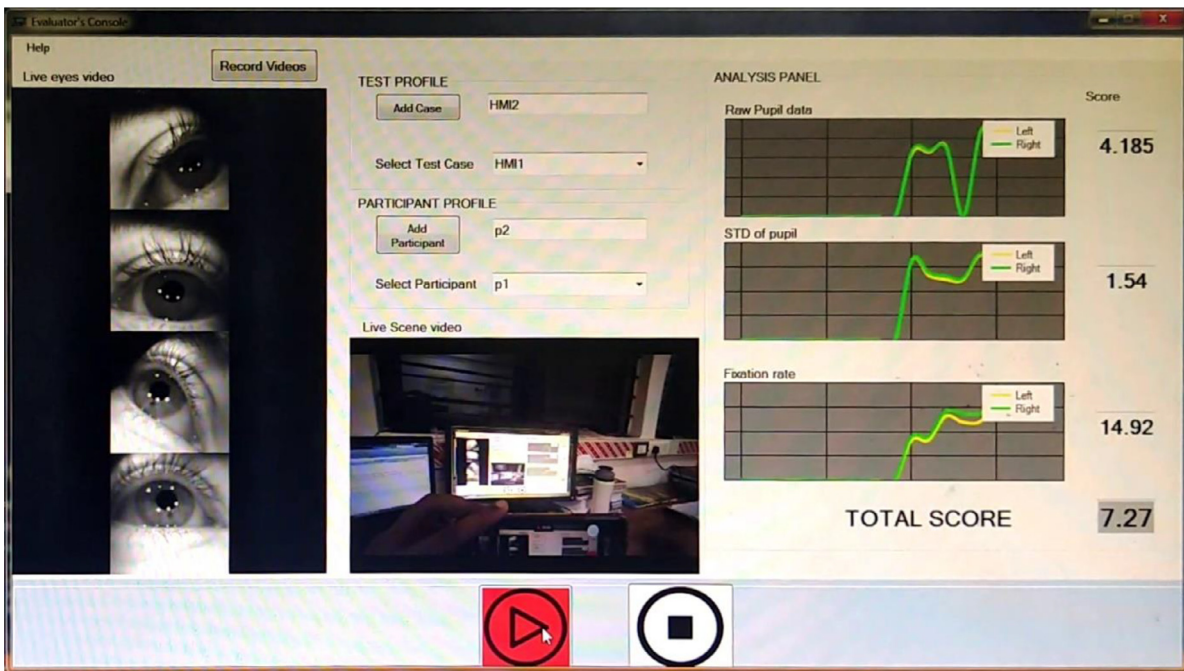 Evaluator's Console
Help
Live eyes video
Record Videos
TEST PROFILE
Add Case
HMI2
Select Test Case
HMI1
PARTICIPANT PROFILE
Add
Participant
p2
Select Participant
p1
Live Scene video
ANALYSIS PANEL
Score
Raw Pupil data
Left
Right
4.185
STD of pupil
Left
Right
1.54
Fixation rate
Left
Right
14.92
TOTAL SCORE
7.27